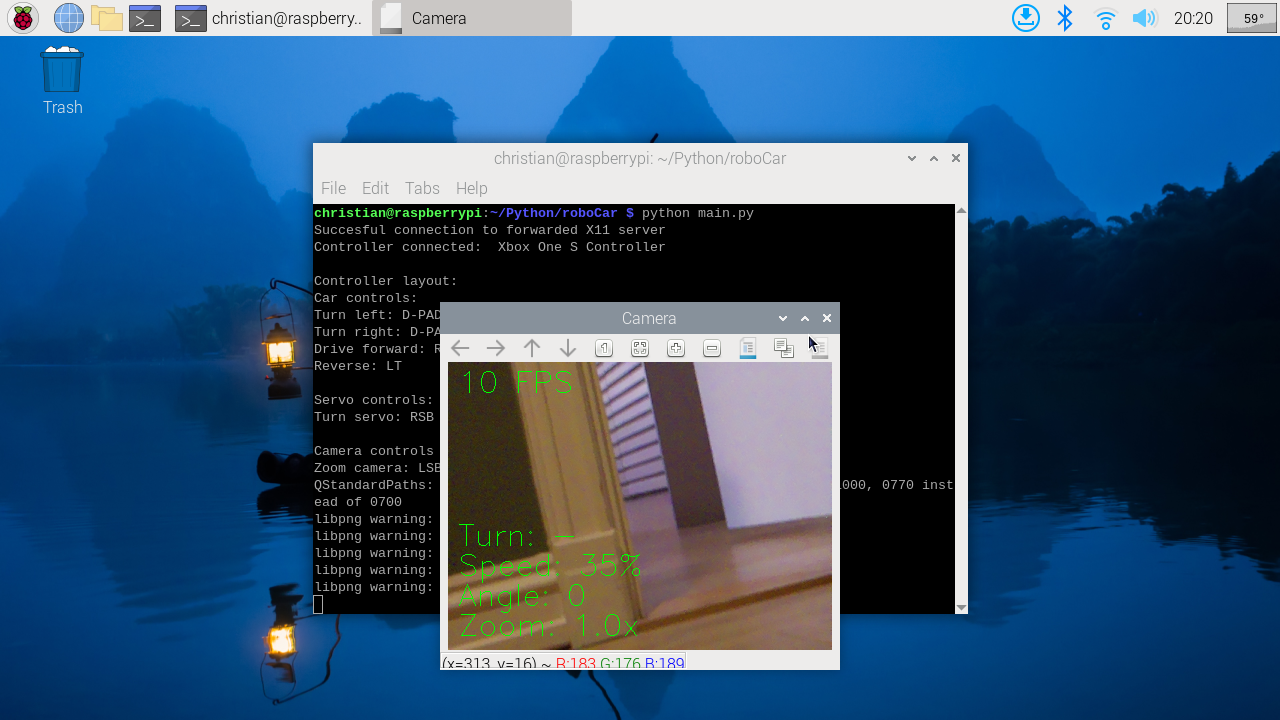 christian@raspberry..
Camera
20:20
59°
Trash
christian@raspberrypi: ~/Python/roboCar
File Edit Tabs Help
christian@raspberrypi:~/Python/roboCar $ python main.py
Succesful connection to forwarded X11 server
Controller connected:  Xbox One S Controller
Controller layout:
Car controls:
Turn left: D-PAD
Turn right: D-PA
Drive forward: R
Reverse: LT
Servo controls:
Turn servo: RSB
Camera controls
Zoom camera: LSB
QStandardPaths: 1000, 0770 inst
ead of 0700
libpng warning:
libpng warning:
libpng warning:
libpng warning:
libpng warning:
Camera
1
10 FPS
Turn: —
Speed: 35%
Angle: 0
Zoom: 1.0x
(x=313, y=16) ~ R:183 G:176 B:189